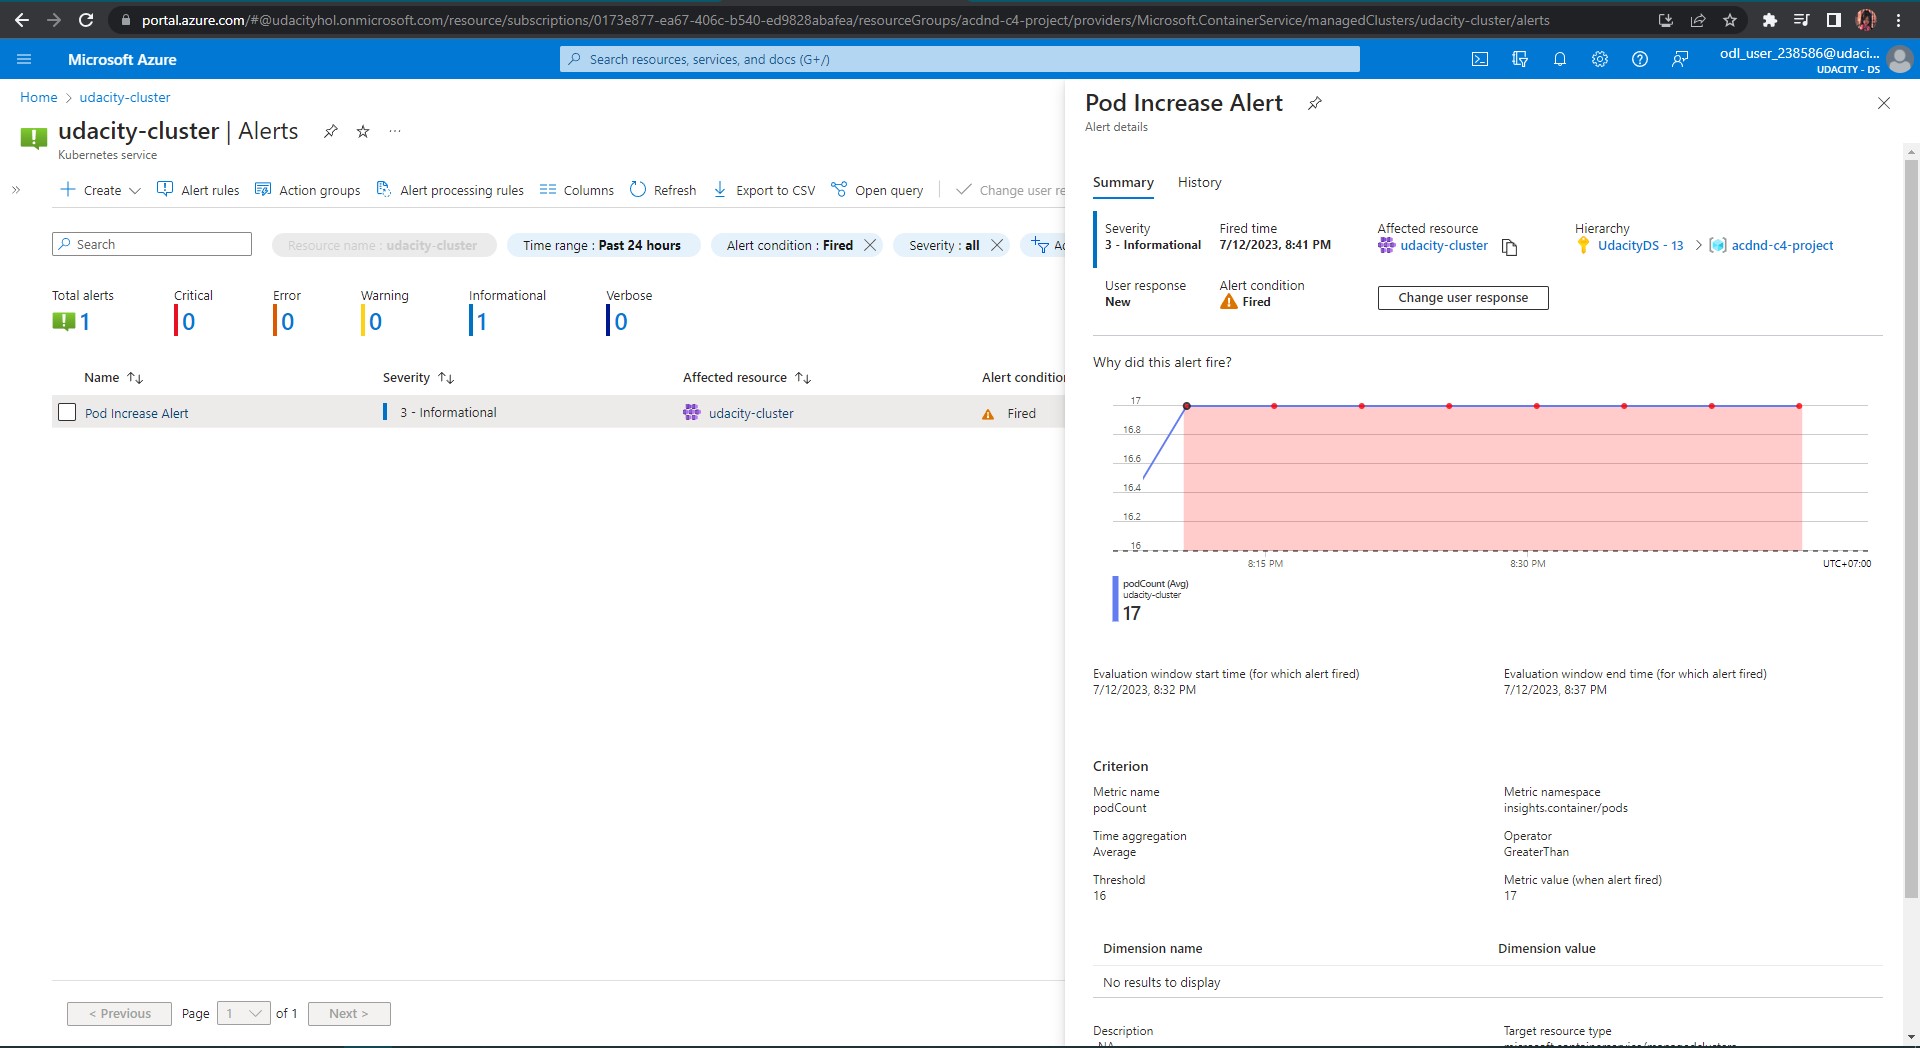 portal.azure.com/#@udacityhol.onmicrosoft.com/resource/subscriptions/0173e877-ea67-406c-b540-ed9828abafea/resourceGroups/acdnd-c4-project/providers/Microsoft.ContainerService/managedClusters/udacity-cluster/alerts
Microsoft Azure
Search resources, services, and docs (G+/)
odl_user_238586@udaci...
UDACITY - DS
Home > udacity-cluster
udacity-cluster | Alerts
Kubernetes service
Create
Alert rules
Action groups
Alert processing rules
Columns
Refresh
Export to CSV
Open query
Change user re
Search
Resource name : udacity-cluster
Time range : Past 24 hours
Alert condition : Fired
Severity : all
Total alerts
1
Critical
0
Error
0
Warning
0
Informational
1
Verbose
0
Name
Severity
Affected resource
Alert condition
Pod Increase Alert
3 - Informational
udacity-cluster
Fired
< Previous
Page
1
of 1
Next >
Pod Increase Alert
Alert details
Summary
History
Severity
3 - Informational
Fired time
7/12/2023, 8:41 PM
Affected resource
udacity-cluster
Hierarchy
UdacityDS - 13 > acdnd-c4-project
User response
New
Alert condition
Fired
Change user response
Why did this alert fire?
17
16.8
16.6
16.4
16.2
16
8:15 PM
8:30 PM
UTC+07:00
podCount (Avg)
udacity-cluster
17
Evaluation window start time (for which alert fired)
7/12/2023, 8:32 PM
Evaluation window end time (for which alert fired)
7/12/2023, 8:37 PM
Criterion
Metric name
podCount
Metric namespace
insights.container/pods
Time aggregation
Average
Operator
GreaterThan
Threshold
16
Metric value (when alert fired)
17
Dimension name
Dimension value
No results to display
Description
NA
Target resource type
microsoft.containerservice/managedclusters